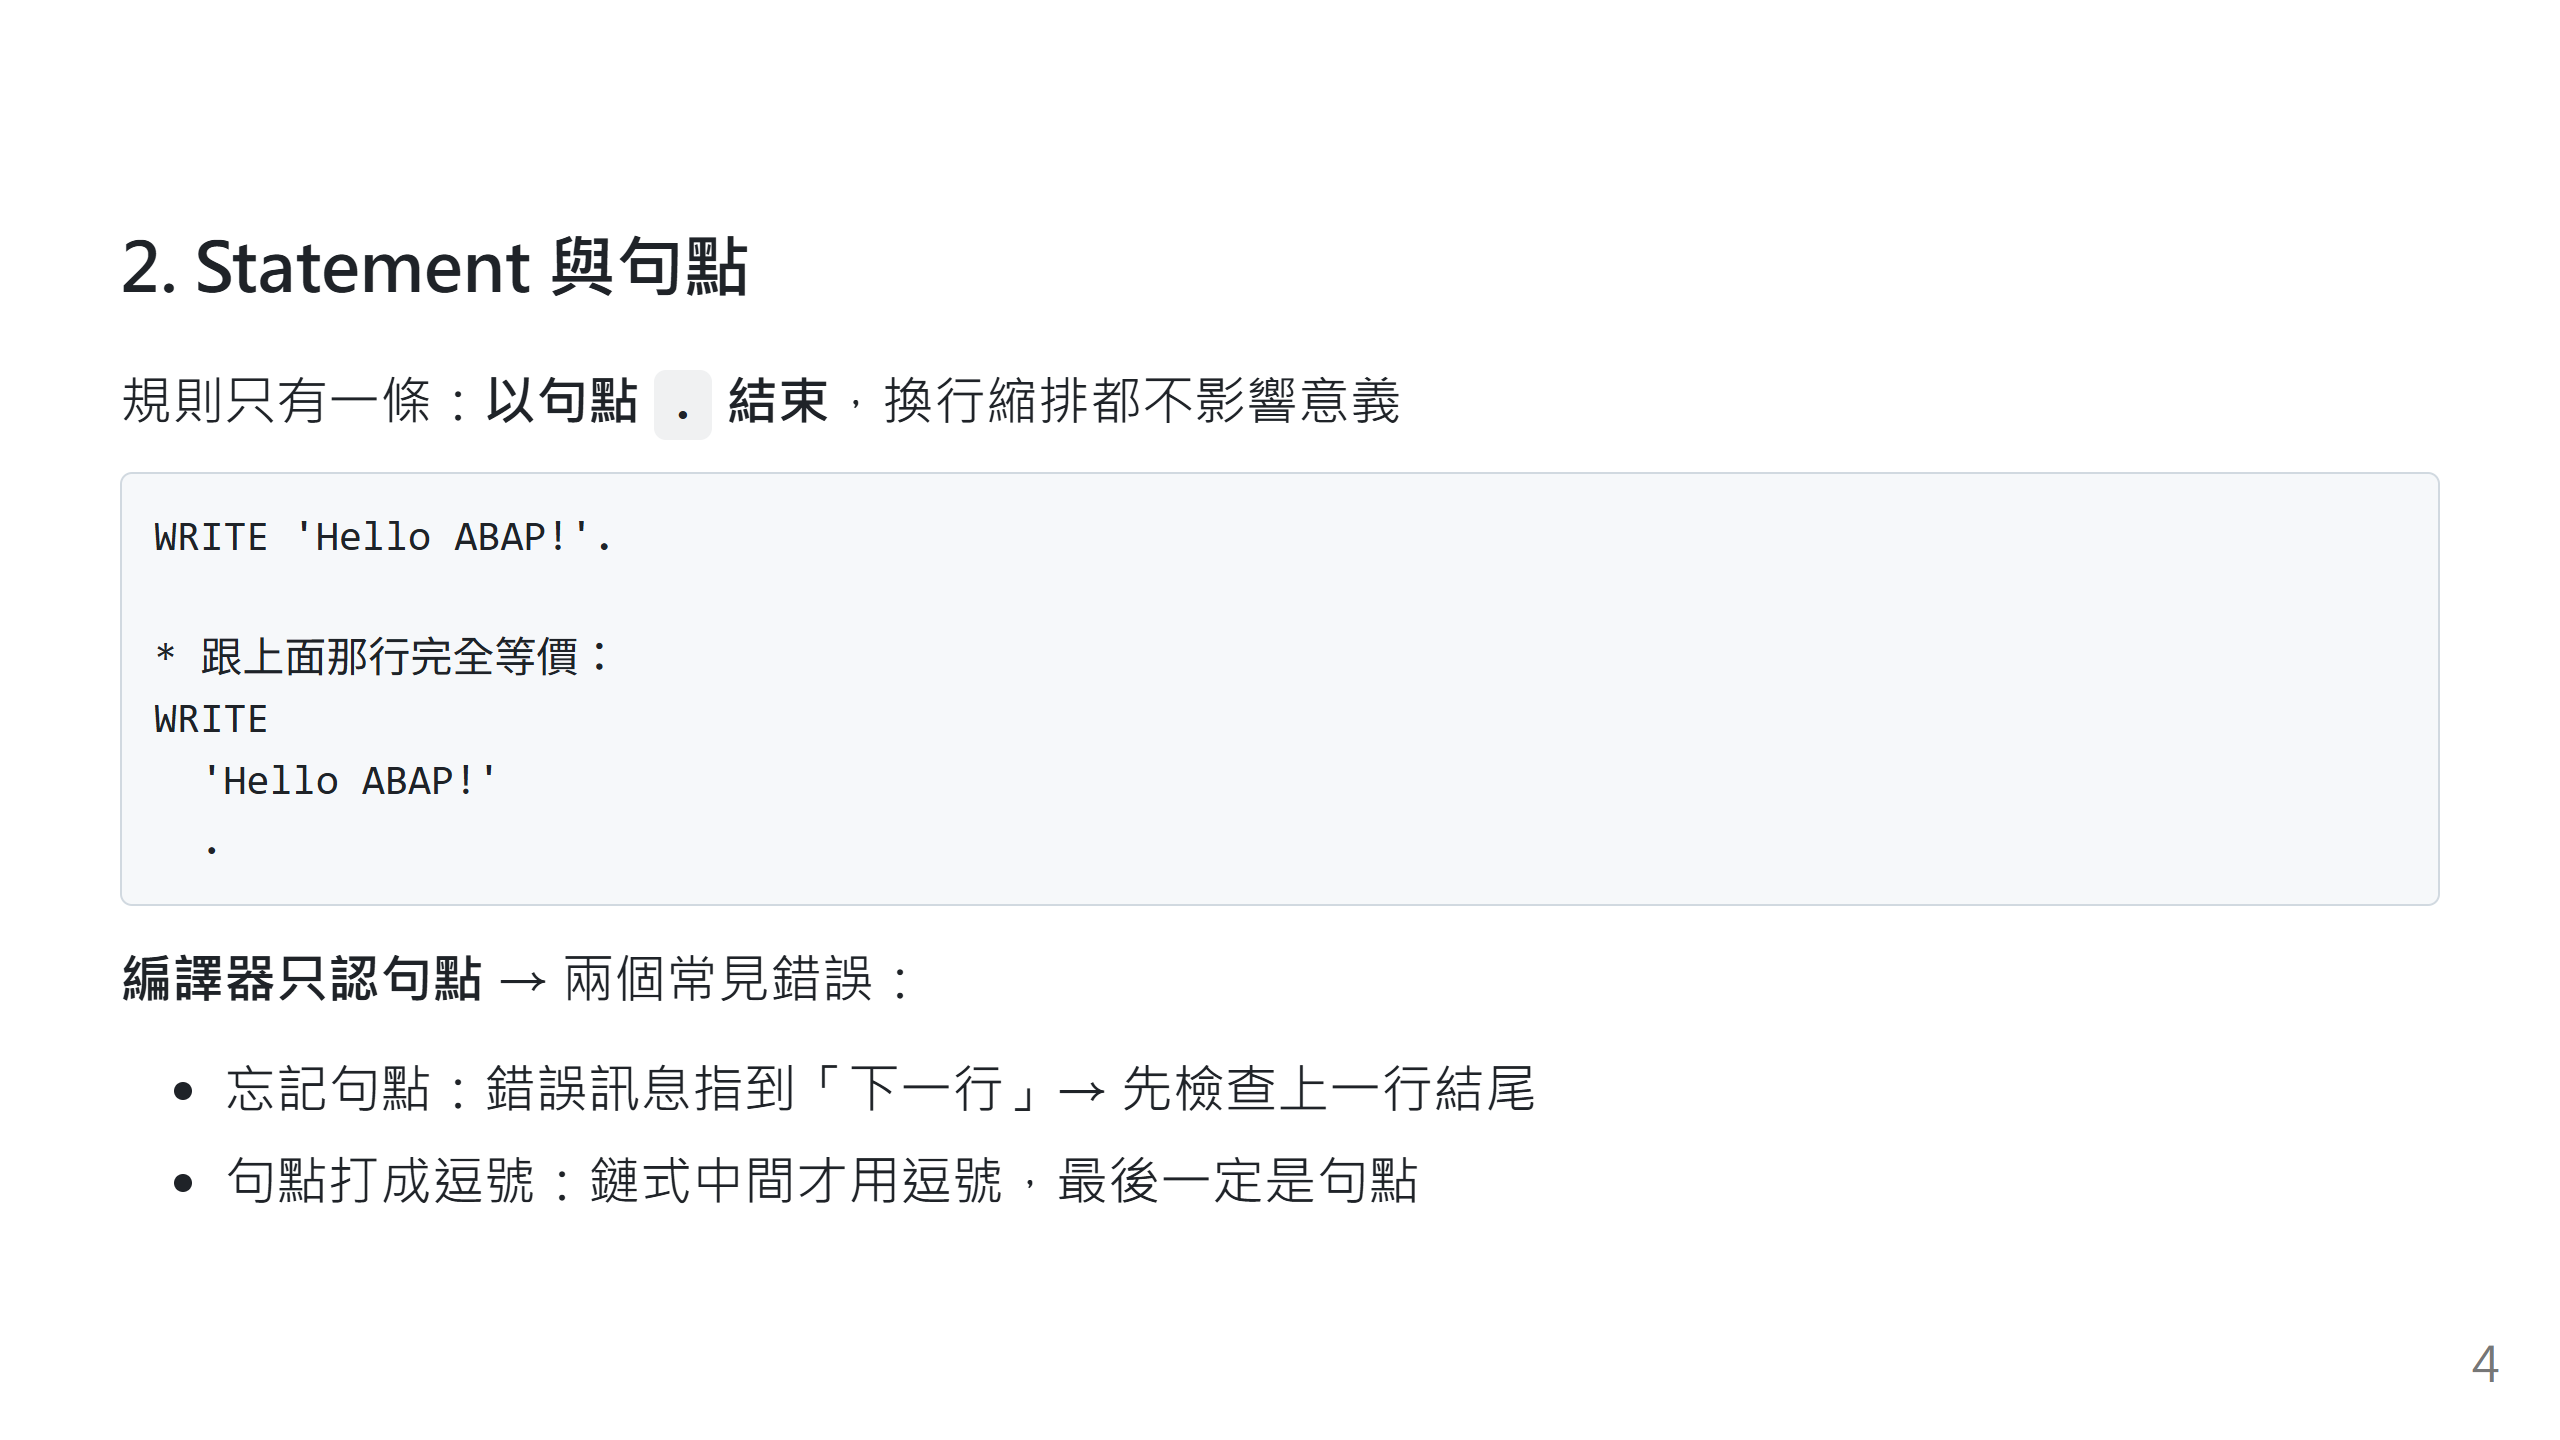 2. Statement 與句點
規則只有一條：以句點 . 結束，換行縮排都不影響意義
WRITE 'Hello ABAP!'.
* 跟上面那行完全等價：
WRITE
  'Hello ABAP!'
  .
編譯器只認句點 → 兩個常見錯誤：
• 忘記句點：錯誤訊息指到「下一行」→ 先檢查上一行結尾
• 句點打成逗號：鏈式中間才用逗號，最後一定是句點
4